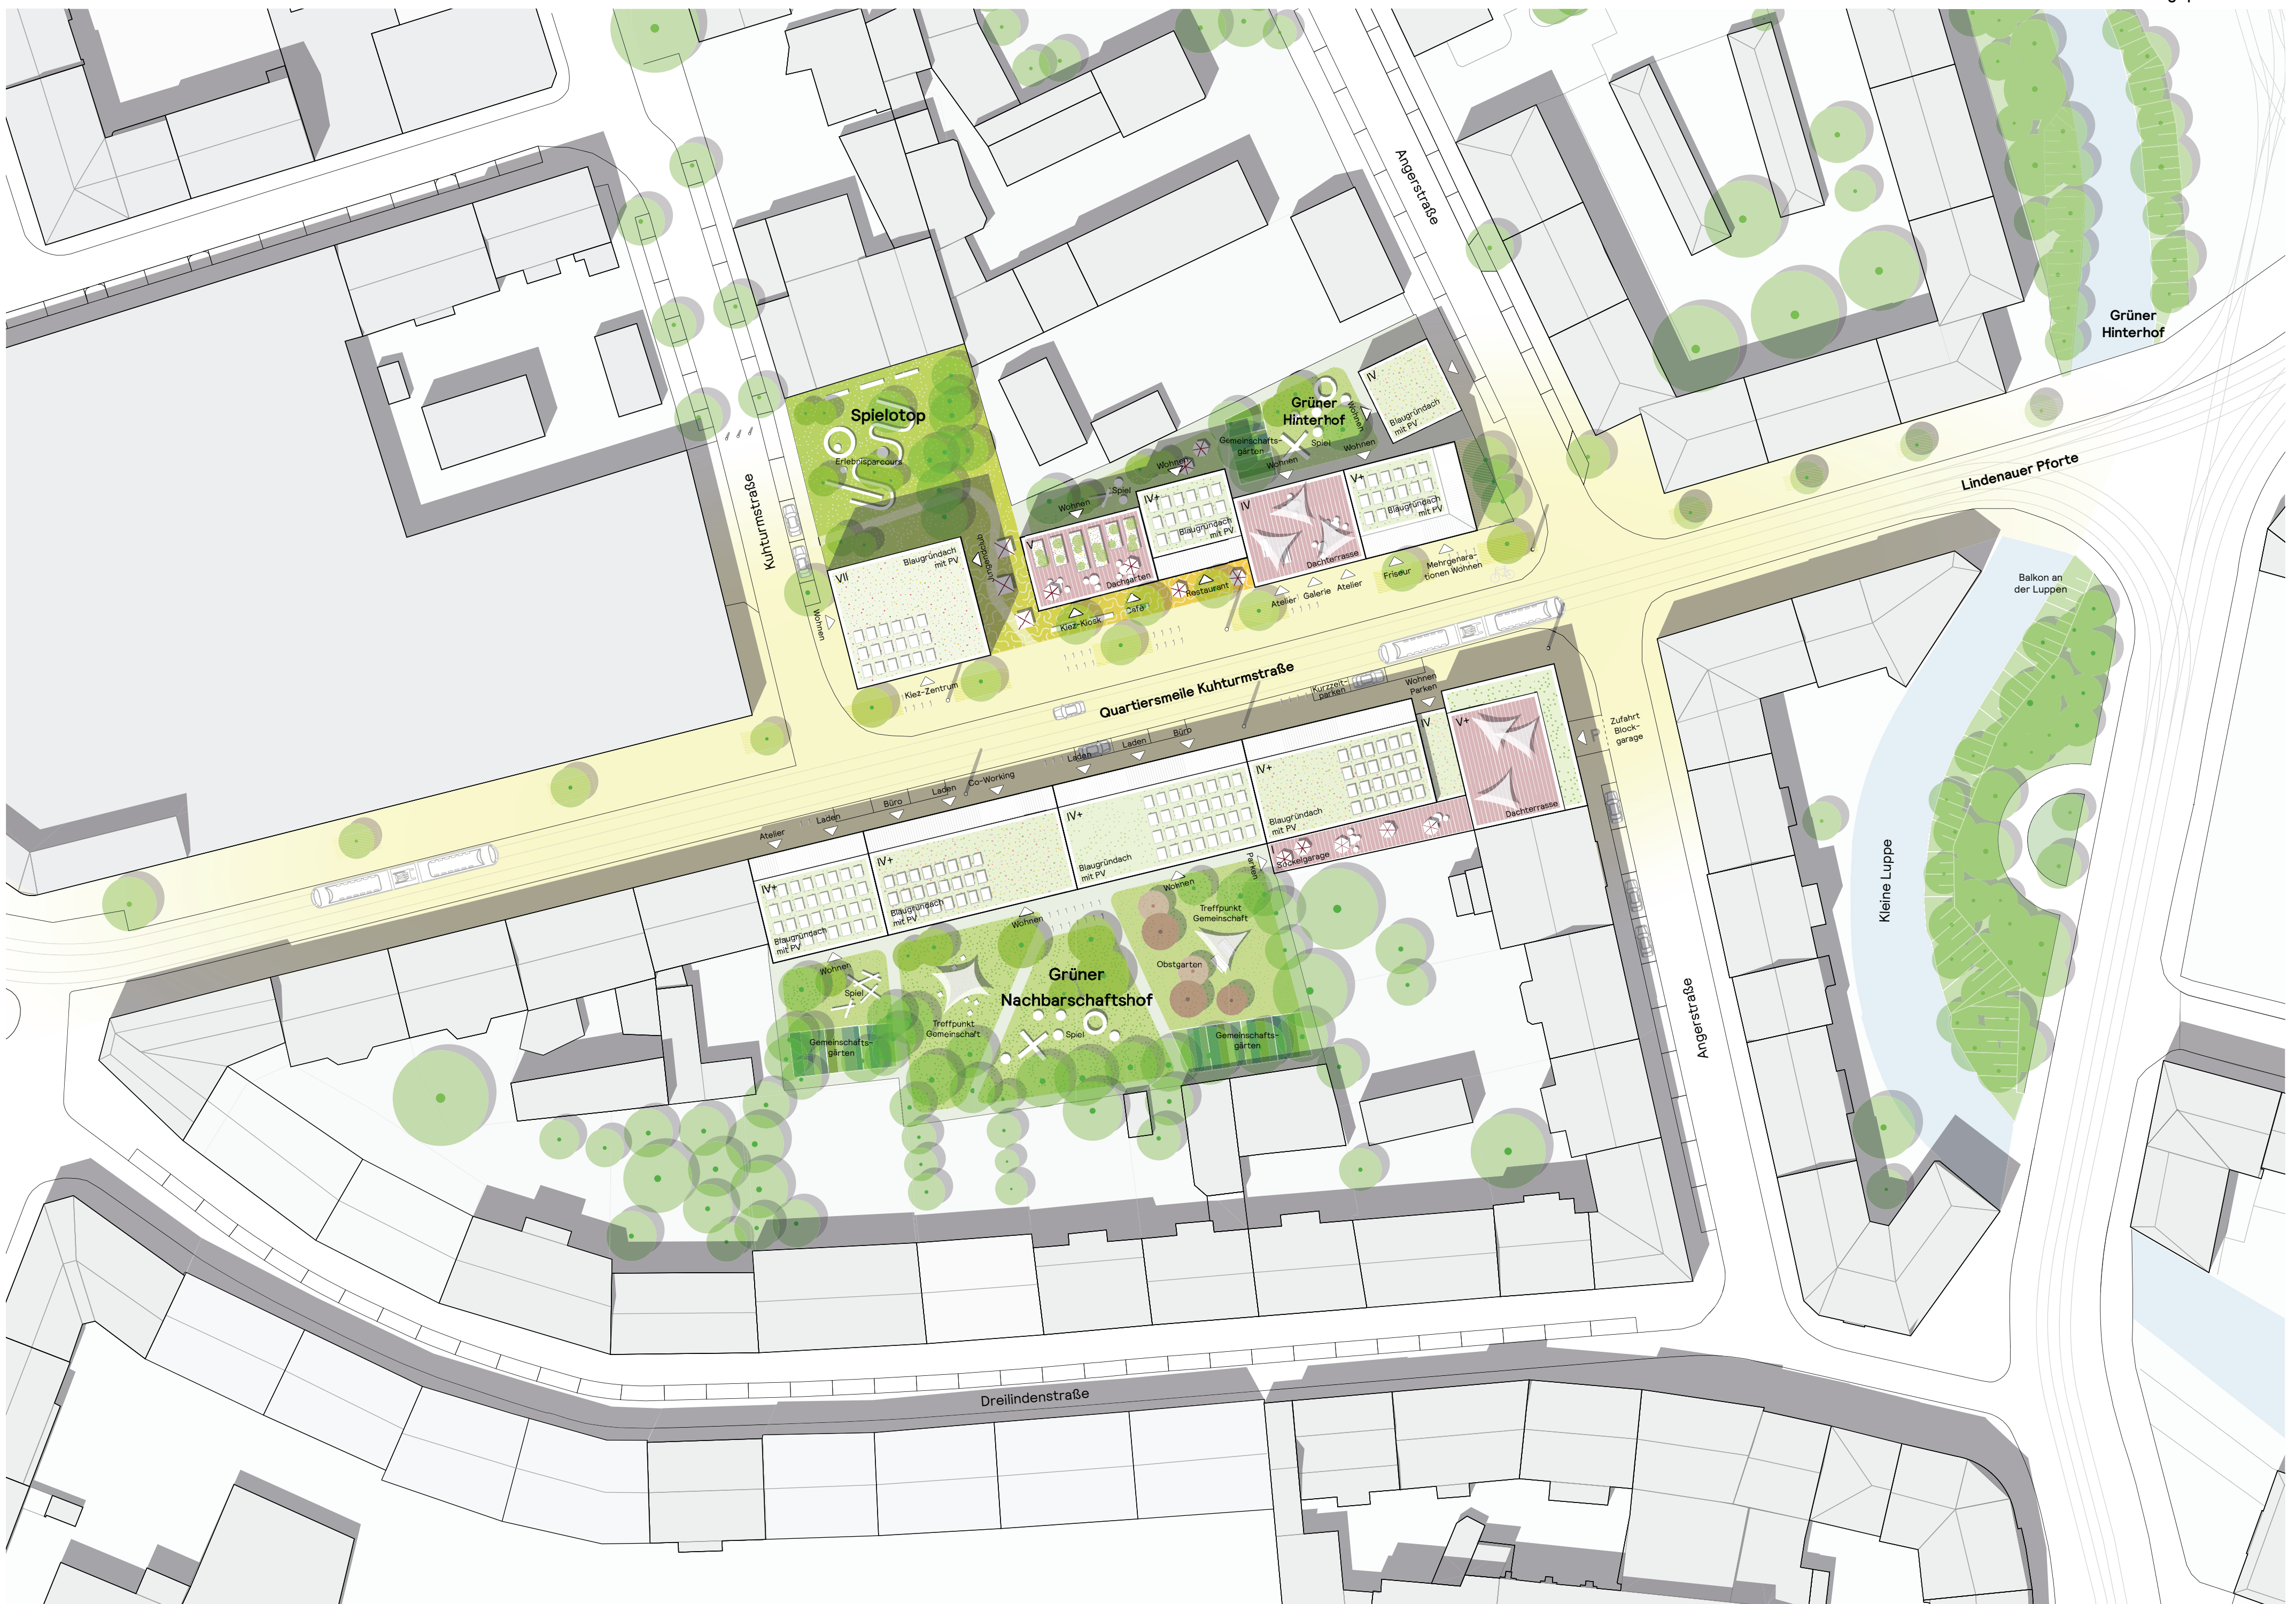 Angerstraße
Grüner
Hinterhof
Lindenauer Pforte
Spielotop
Erlebnisparcours
Kuhturmstraße
Grüner
Hinterhof
Gemeinschafts-
gärten
Spiel
Wohnen
Wohnen
Wohnen
IV
Blaugründach
mit PV
Wohnen
Spiel
Wohnen
V
Dachgarten
IV+
Blaugründach
mit PV
IV
Dachterrasse
V+
Blaugründach
mit PV
VII
Blaugründach
mit PV
Wohnen
Kiez-Zentrum
Kiez-Kiosk
Café
Restaurant
Atelier
Galerie
Atelier
Friseur
Mehrgenara-
tionen Wohnen
Balkon an
der Luppen
Quartiersmeile Kuhturmstraße
Kurzzeit-
parken
Wohnen
Parken
Zufahrt
Block-
garage
P
Atelier
Laden
Büro
Laden
Co-Working
Laden
Laden
Büro
IV+
Blaugründach
mit PV
IV+
Blaugründach
mit PV
IV+
Blaugründach
mit PV
IV+
Blaugründach
mit PV
IV
V+
Dachterrasse
Sockelgarage
Parken
Kleine Luppe
Wohnen
Spiel
Gemeinschafts-
gärten
Wohnen
Treffpunkt
Gemeinschaft
Grüner
Nachbarschaftshof
Spiel
Wohnen
Treffpunkt
Gemeinschaft
Obstgarten
Gemeinschafts-
gärten
Angerstraße
Dreilindenstraße